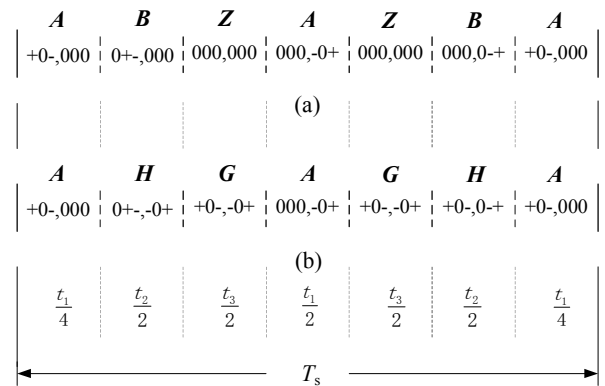 A B Z A Z B A
+0-,000 0+-,000 000,000 000,-0+ 000,000 000,0-+ +0-,000
(a)
A H G A G H A
+0-,000 0+-,-0+ +0-,-0+ 000,-0+ +0-,-0+ +0-,0-+ +0-,000
(b)
t₁/4 t₂/2 t₃/2 t₁/2 t₃/2 t₂/2 t₁/4
Tₛ